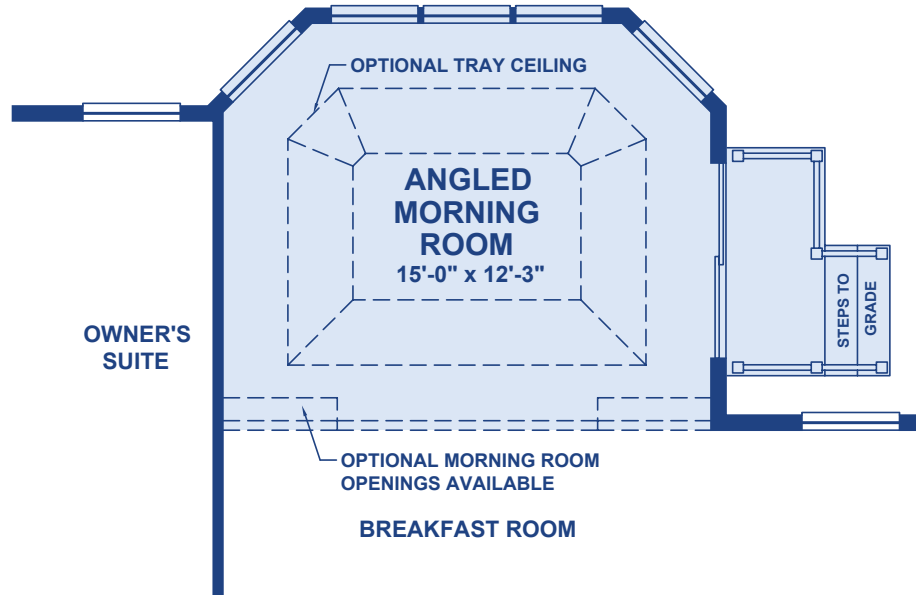 OPTIONAL TRAY CEILING
ANGLED
MORNING
ROOM
15'-0" x 12'-3"
STEPS TO
GRADE
OWNER'S
SUITE
OPTIONAL MORNING ROOM
OPENINGS AVAILABLE
BREAKFAST ROOM